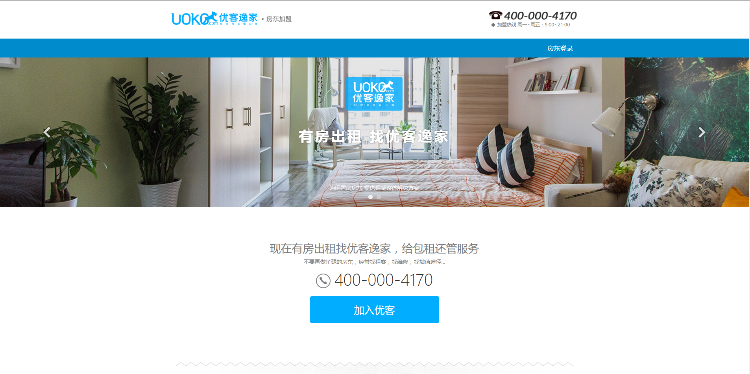 UOKO 优客逸家 · 房东加盟
400-000-4170
房东登录
UOKO
优客逸家
有房出租 找优客逸家
现在有房出租找优客逸家，给包租还管服务
400-000-4170
加入优客